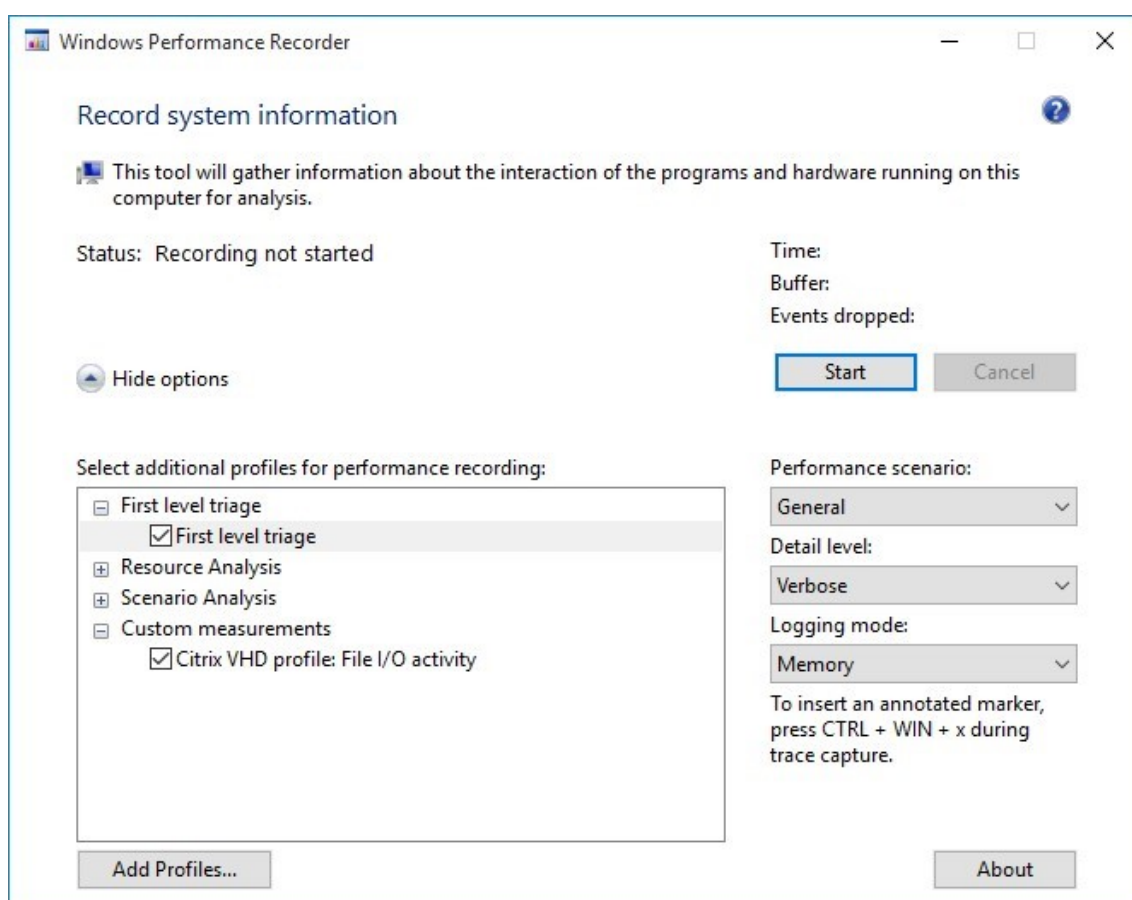 Windows Performance Recorder
Record system information
This tool will gather information about the interaction of the programs and hardware running on this
computer for analysis.
Status: Recording not started
Time:
Buffer:
Events dropped:
Hide options
Start
Cancel
Select additional profiles for performance recording:
First level triage
First level triage
Resource Analysis
Scenario Analysis
Custom measurements
Citrix VHD profile: File I/O activity
Performance scenario:
General
Detail level:
Verbose
Logging mode:
Memory
To insert an annotated marker,
press CTRL + WIN + x during
trace capture.
Add Profiles...
About